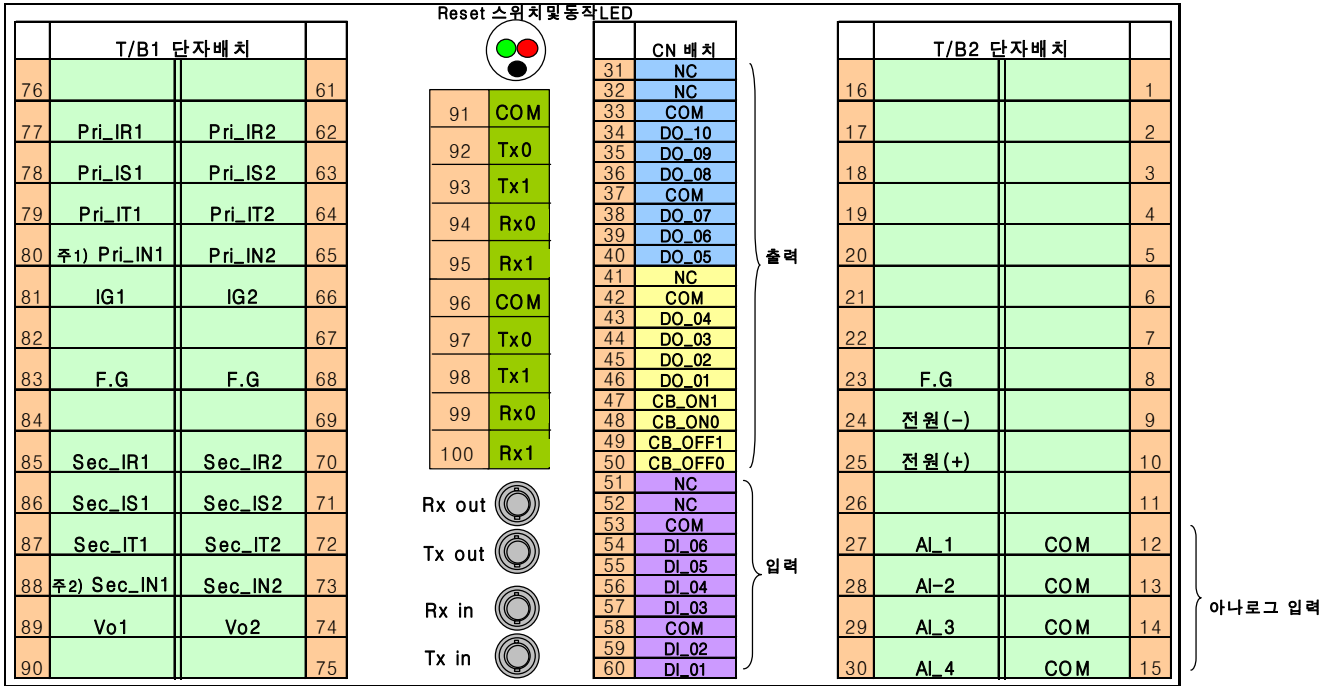 Reset 스위치및동작LED
T/B1 단자배치
76 61
77 Pri_IR1 Pri_IR2 62
78 Pri_IS1 Pri_IS2 63
79 Pri_IT1 Pri_IT2 64
80 주1) Pri_IN1 Pri_IN2 65
81 IG1 IG2 66
82 67
83 F.G F.G 68
84 69
85 Sec_IR1 Sec_IR2 70
86 Sec_IS1 Sec_IS2 71
87 Sec_IT1 Sec_IT2 72
88 주2) Sec_IN1 Sec_IN2 73
89 Vo1 Vo2 74
90 75
91 COM
92 Tx0
93 Tx1
94 Rx0
95 Rx1
96 COM
97 Tx0
98 Tx1
99 Rx0
100 Rx1
Rx out
Tx out
Rx in
Tx in
CN 배치
31 NC
32 NC
33 COM
34 DO_10
35 DO_09
36 DO_08
37 COM
38 DO_07
39 DO_06
40 DO_05
41 NC
42 COM
43 DO_04
44 DO_03
45 DO_02
46 DO_01
47 CB_ON1
48 CB_ON0
49 CB_OFF1
50 CB_OFF0
출력
51 NC
52 NC
53 COM
54 DI_06
55 DI_05
56 DI_04
57 DI_03
58 COM
59 DI_02
60 DI_01
입력
T/B2 단자배치
16 1
17 2
18 3
19 4
20 5
21 6
22 7
23 F.G 8
24 전원(-) 9
25 전원(+) 10
26 11
27 AI_1 COM 12
28 AI-2 COM 13
29 AI_3 COM 14
30 AI_4 COM 15
아나로그 입력